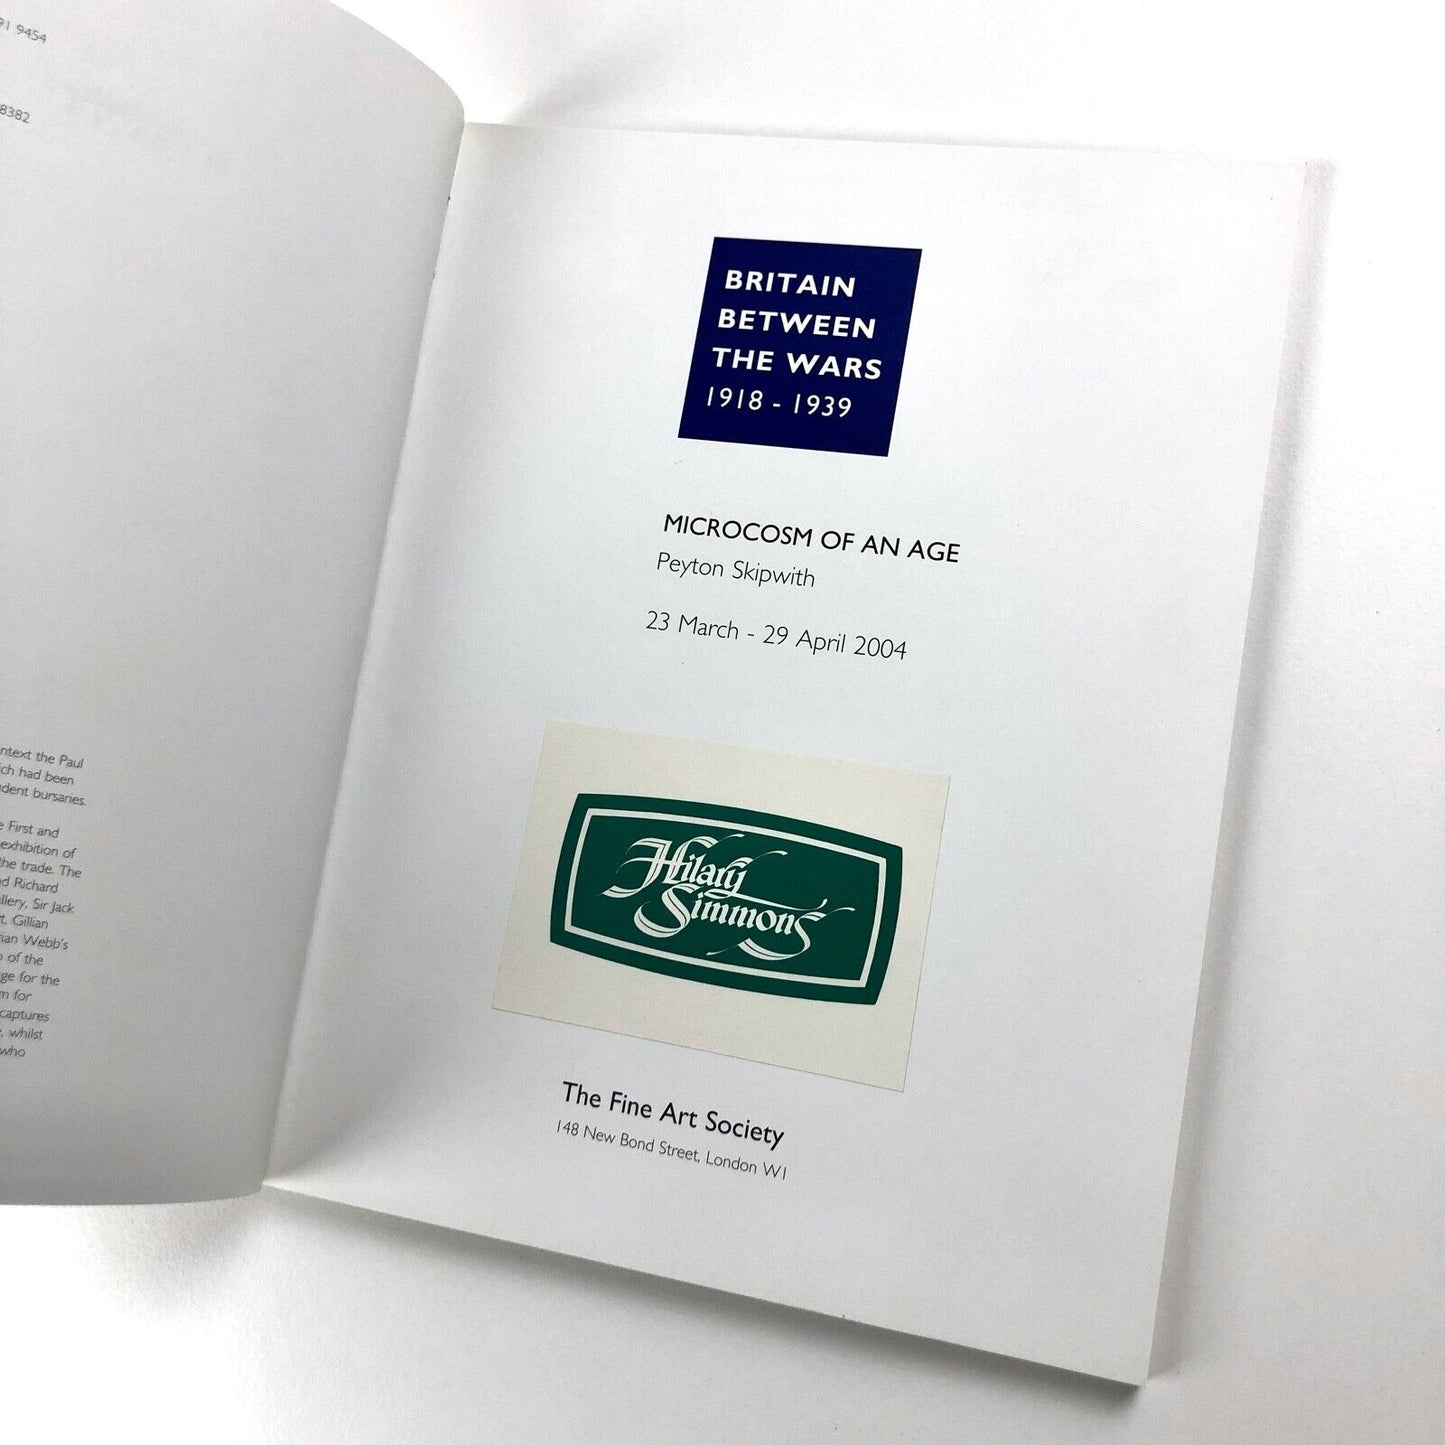 91 9454
8382
ntext the Paul
ich had been
dent bursaries.
e First and
exhibition of
the trade. The
nd Richard
llery, Sir Jack
t, Gillian
rian Webb's
n of the
ge for the
m for
captures
, whilst
who
BRITAIN
BETWEEN
THE WARS
1918 - 1939
MICROCOSM OF AN AGE
Peyton Skipwith
23 March - 29 April 2004
Hilary
Simmons
The Fine Art Society
148 New Bond Street, London W1